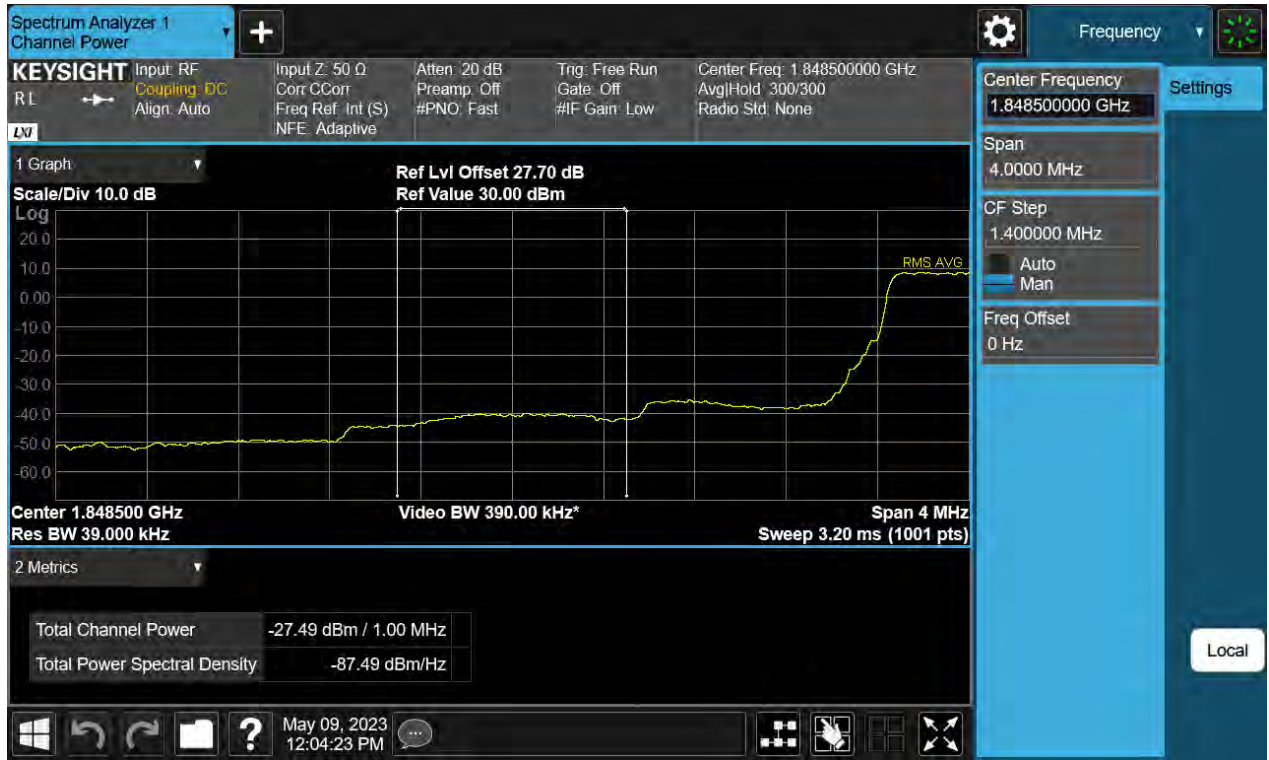 Spectrum Analyzer 1
Channel Power
Frequency
KEYSIGHT
RL
LXI
Input: RF
Coupling: DC
Align: Auto
Input Z: 50 Ω
Corr CCorr
Freq Ref: Int (S)
NFE: Adaptive
Atten: 20 dB
Preamp: Off
#PNO: Fast
Trig: Free Run
Gate: Off
#IF Gain: Low
Center Freq: 1.848500000 GHz
Avg|Hold: 300/300
Radio Std: None
Center Frequency
1.848500000 GHz
Settings
Span
4.0000 MHz
CF Step
1.400000 MHz
Auto
Man
Freq Offset
0 Hz
1 Graph
Ref Lvl Offset 27.70 dB
Scale/Div 10.0 dB
Ref Value 30.00 dBm
Log
20.0
10.0
0.00
-10.0
-20.0
-30.0
-40.0
-50.0
-60.0
RMS AVG
Center 1.848500 GHz
Video BW 390.00 kHz*
Span 4 MHz
Res BW 39.000 kHz
Sweep 3.20 ms (1001 pts)
2 Metrics
Total Channel Power -27.49 dBm / 1.00 MHz
Total Power Spectral Density -87.49 dBm/Hz
Local
?
May 09, 2023
12:04:23 PM